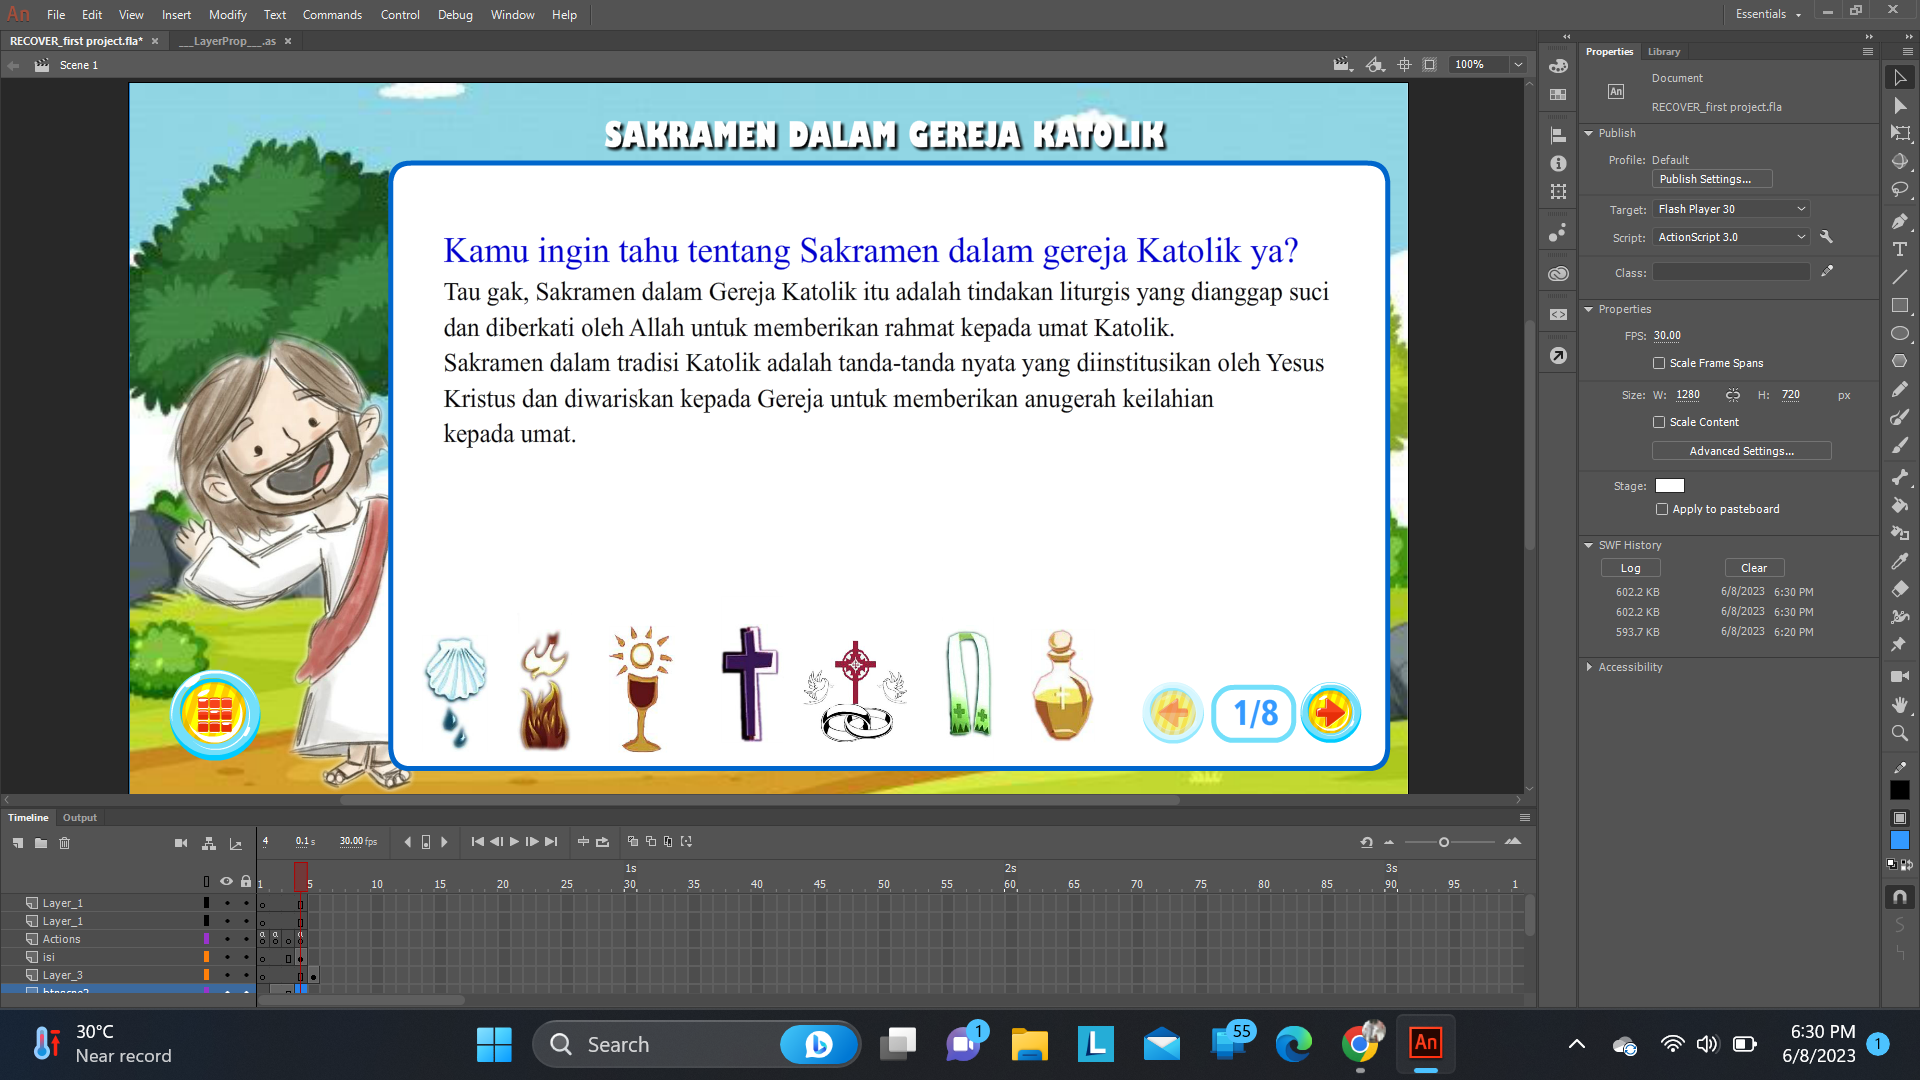 An File Edit View Insert Modify Text Commands Control Debug Window Help Essentials
RECOVER_first project.fla* × ___LayerProp___.as ×
Scene 1 100%
SAKRAMEN DALAM GEREJA KATOLIK
Kamu ingin tahu tentang Sakramen dalam gereja Katolik ya?
Tau gak, Sakramen dalam Gereja Katolik itu adalah tindakan liturgis yang dianggap suci
dan diberkati oleh Allah untuk memberikan rahmat kepada umat Katolik.
Sakramen dalam tradisi Katolik adalah tanda-tanda nyata yang diinstitusikan oleh Yesus
Kristus dan diwariskan kepada Gereja untuk memberikan anugerah keilahian
kepada umat.
1/8
Properties Library
Document
An RECOVER_first project.fla
Publish
Profile: Default
Publish Settings...
Target: Flash Player 30
Script: ActionScript 3.0
Class:
Properties
FPS: 30.00
Scale Frame Spans
Size: W: 1280 H: 720 px
Scale Content
Advanced Settings...
Stage:
Apply to pasteboard
SWF History
Log Clear
602.2 KB 6/8/2023 6:30 PM
602.2 KB 6/8/2023 6:30 PM
593.7 KB 6/8/2023 6:20 PM
Accessibility
Timeline Output
4 0.1 s 30.00 fps
1s 2s 3s
1 5 10 15 20 25 30 35 40 45 50 55 60 65 70 75 80 85 90 95 1
Layer_1
Layer_1
Actions
isi
Layer_3
30°C
Near record
Search
1
55
An
6:30 PM
6/8/2023
1